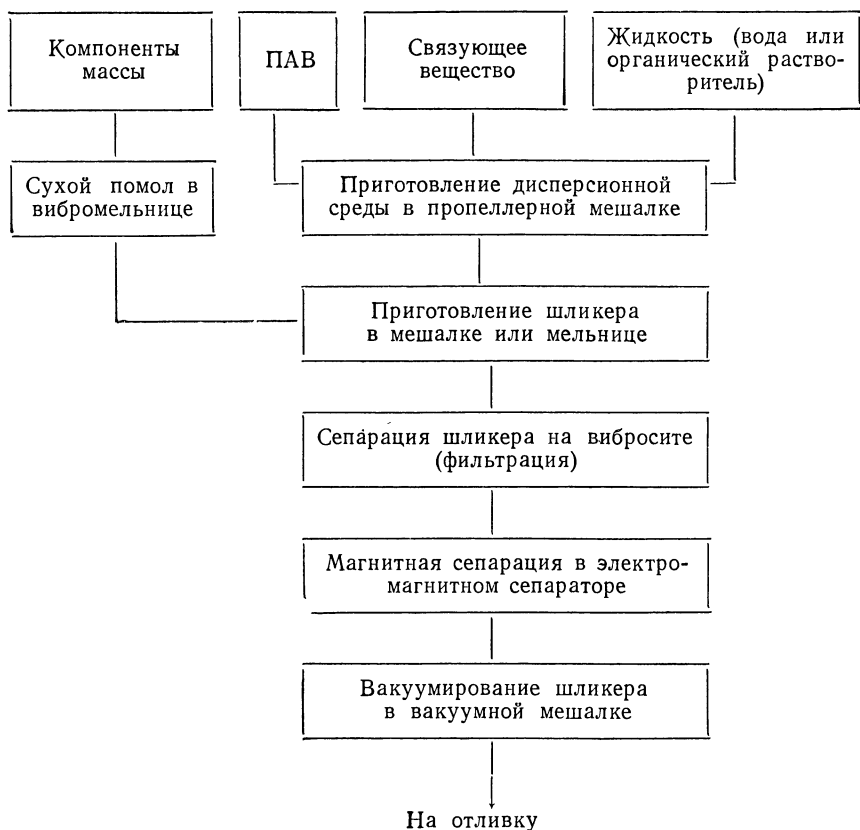 Компоненты
массы
ПАВ
Связующее
вещество
Жидкость (вода или
органический раство-
ритель)
Сухой помол в
вибромельнице
Приготовление дисперсионной
среды в пропеллерной мешалке
Приготовление шликера
в мешалке или мельнице
Сепарация шликера на вибросите
(фильтрация)
Магнитная сепарация в электро-
магнитном сепараторе
Вакуумирование шликера
в вакуумной мешалке
На отливку